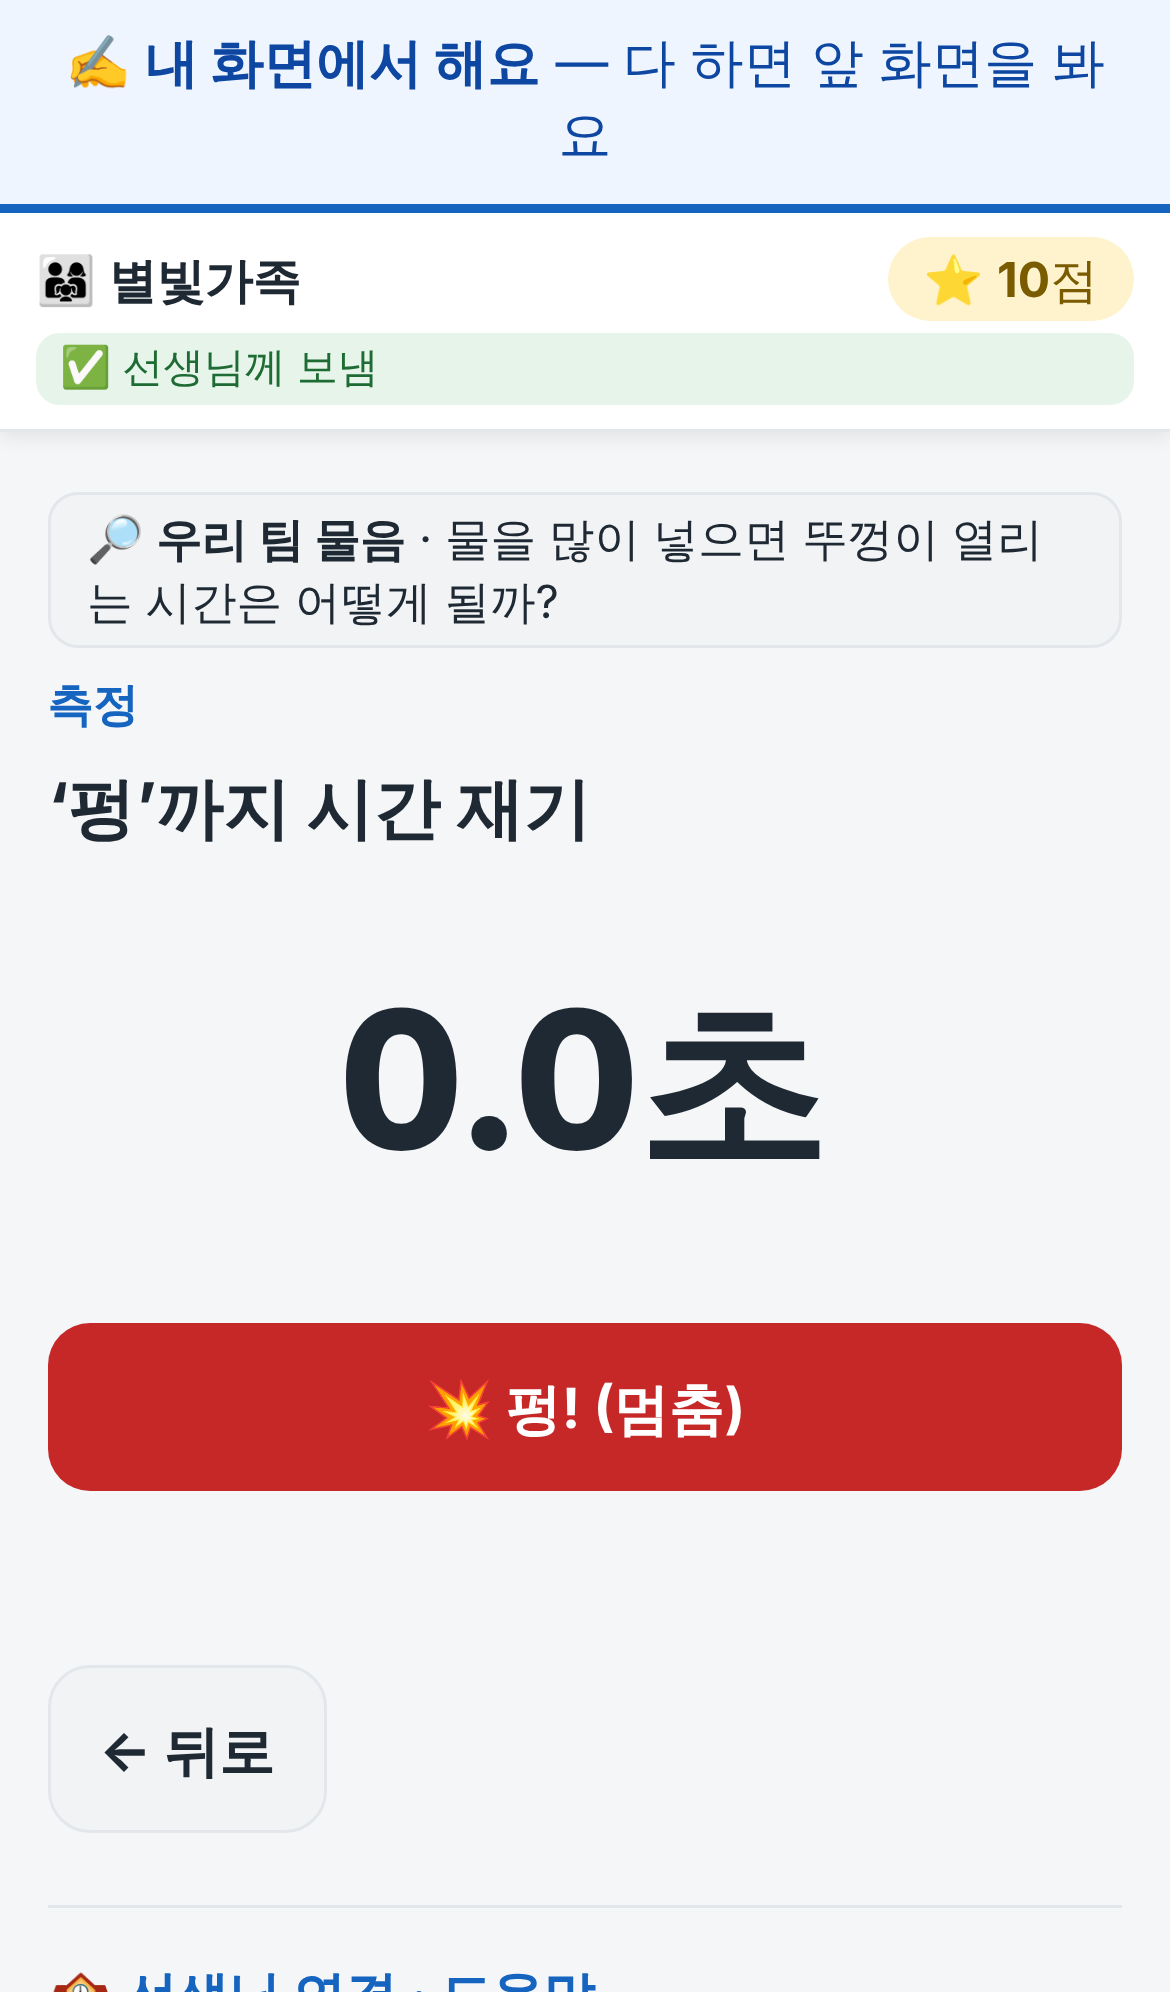 ✍️ 내 화면에서 해요 — 다 하면 앞 화면을 봐
요
👨‍👩‍👧 별빛가족
⭐ 10점
✅ 선생님께 보냄
🔎 우리 팀 물음 · 물을 많이 넣으면 뚜껑이 열리
는 시간은 어떻게 될까?
측정
‘펑’까지 시간 재기
0.0초
💥 펑! (멈춤)
← 뒤로